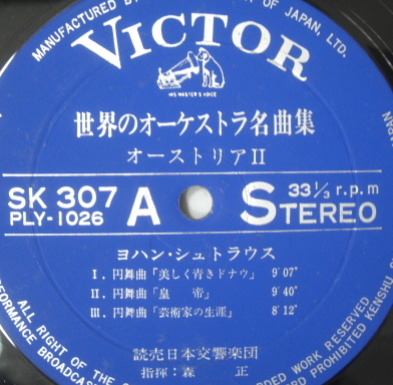 MANUFACTURED BY
OF JAPAN, LTD.
VICTOR
HIS MASTER'S VOICE
世界のオーケストラ名曲集
オーストリアII
SK 307 A
PLY-1026
33 1/3 r.p.m
STEREO
ヨハン・シュトラウス
I. 円舞曲「美しく青きドナウ」 9′07″
II. 円舞曲「皇 帝」 9′40″
III. 円舞曲「芸術家の生涯」 8′12″
読売日本交響楽団
指揮：森 正
ALL RIGHT OF THE
WORK RESERVED
PERFORMANCE BROADCAS
PROHIBITED KENSHU
JAPAN